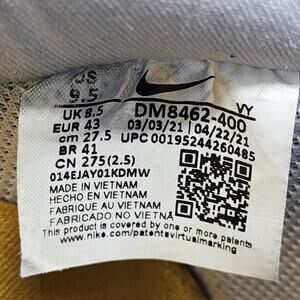 US
9.5
UK 8.5
EUR 43
cm 27.5
BR 41
CN 275(2.5)
DM8462-400
VY
03/03/21 | 04/22/21
UPC 00195244260485
014EJAY01KDMW
MADE IN VIETNAM
HECHO EN VIETNAM
FABRIQUE AU VIETNAM
FABRICADO NO VIETNÃ
This product is covered by one or more patents
www.nike.com/patentsvirtualmarking